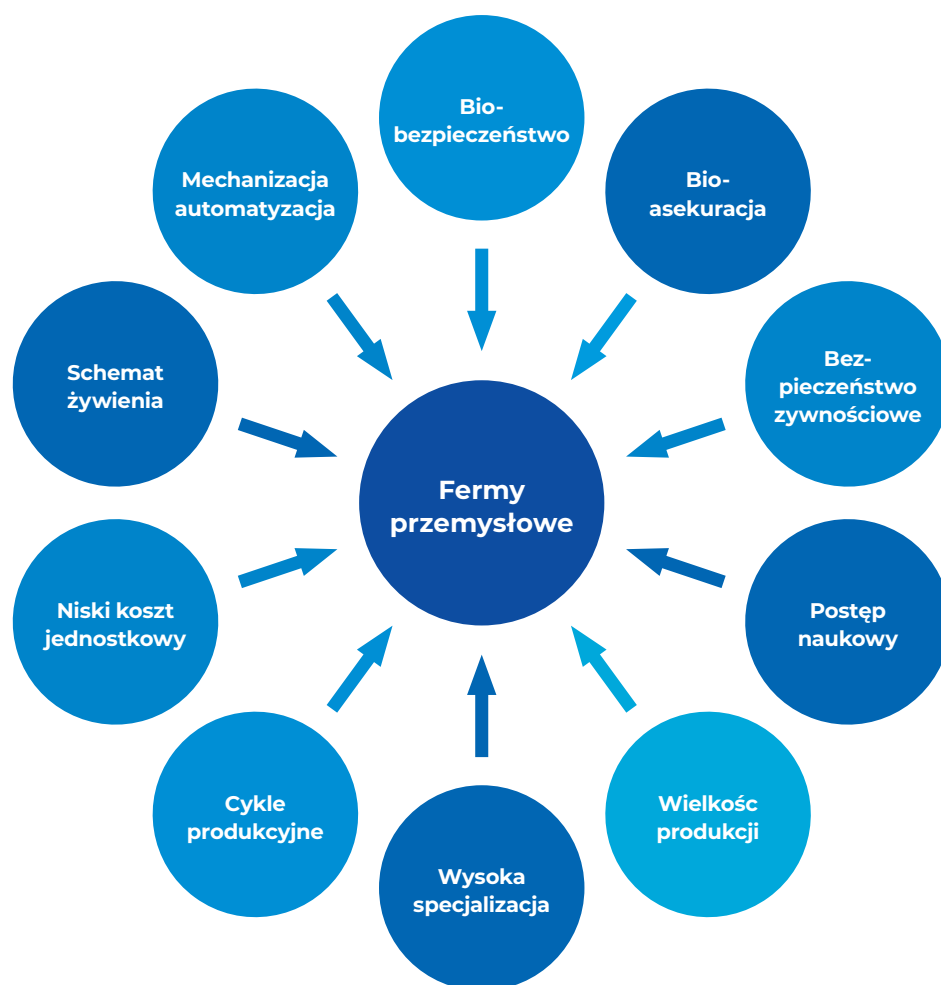 Bio-
bezpieczeństwo
Bio-
asekuracja
Bez-
pieczeństwo
zywnościowe
Postęp
naukowy
Wielkośc
produkcji
Wysoka
specjalizacja
Cykle
produkcyjne
Niski koszt
jednostkowy
Schemat
żywienia
Mechanizacja
automatyzacja
Fermy
przemysłowe